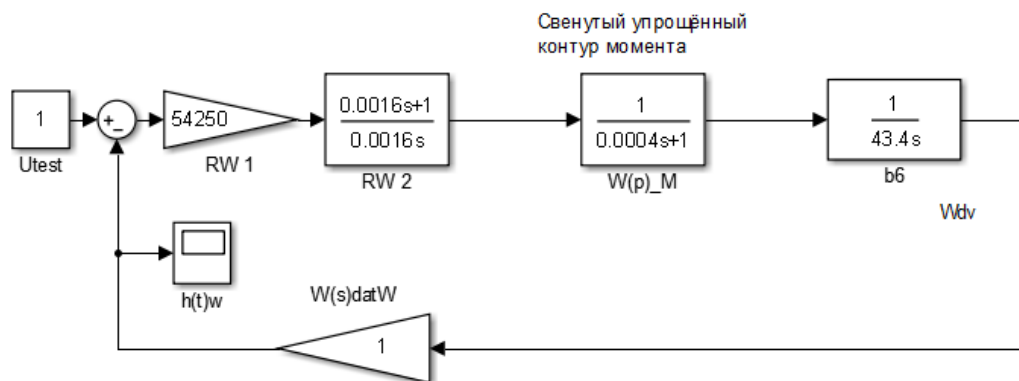 Свенутый упрощённый
контур момента
1
Utest
+
−
54250
RW 1
0.0016s+1
0.0016s
RW 2
1
0.0004s+1
W(p)_M
1
43.4s
b6
Wdv
h(t)w
W(s)datW
1